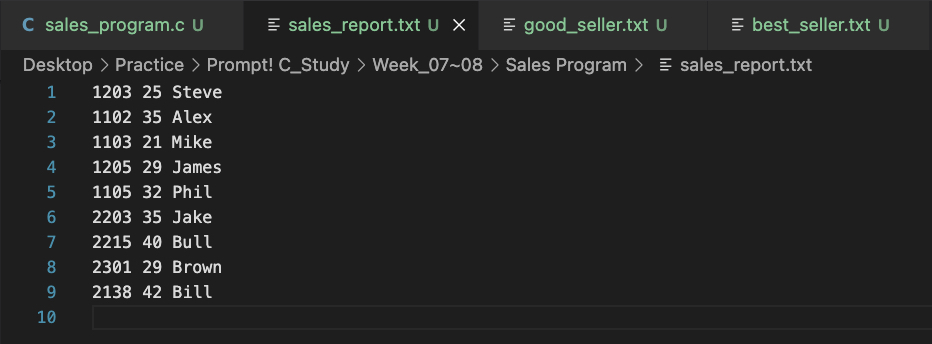 C sales_program.c U sales_report.txt U good_seller.txt U best_seller.txt U
Desktop > Practice > Prompt! C_Study > Week_07~08 > Sales Program > sales_report.txt
1 1203 25 Steve
2 1102 35 Alex
3 1103 21 Mike
4 1205 29 James
5 1105 32 Phil
6 2203 35 Jake
7 2215 40 Bull
8 2301 29 Brown
9 2138 42 Bill
10